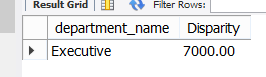 Result Grid Filter Rows:
department_name Disparity
Executive 7000.00